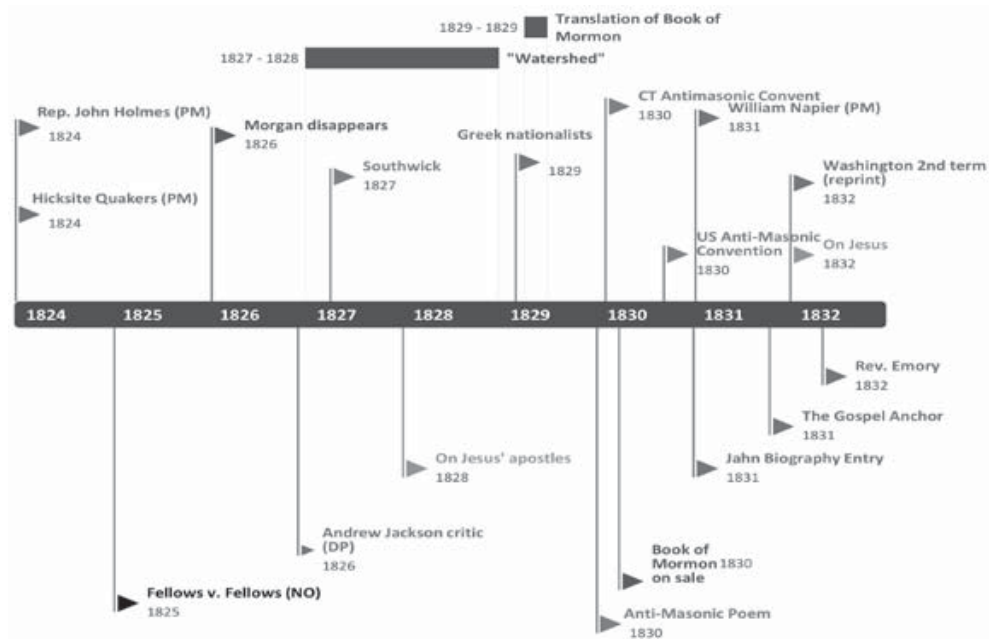 1829 - 1829
Translation of Book of
Mormon
1827 - 1828
"Watershed"
Rep. John Holmes (PM)
1824
Morgan disappears
1826
Southwick
1827
Greek nationalists
1829
CT Antimasonic Convent
1830
William Napier (PM)
1831
Washington 2nd term
(reprint)
1832
Hicksite Quakers (PM)
1824
US Anti-Masonic
Convention
1830
On Jesus
1832
1824 1825 1826 1827 1828 1829 1830 1831 1832
Rev. Emory
1832
The Gospel Anchor
1831
On Jesus' apostles
1828
Jahn Biography Entry
1831
Andrew Jackson critic
(DP)
1826
Book of
Mormon 1830
on sale
Fellows v. Fellows (NO)
1825
Anti-Masonic Poem
1830